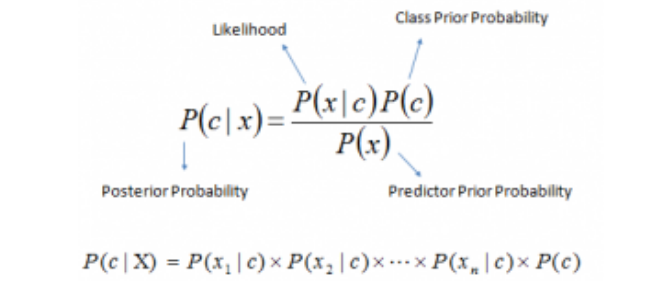 Class Prior Probability
Likelihood
P(c | x) = P(x | c)P(c) / P(x)
Posterior Probability
Predictor Prior Probability
P(c | X) = P(x₁ | c) × P(x₂ | c) × ··· × P(xₙ | c) × P(c)